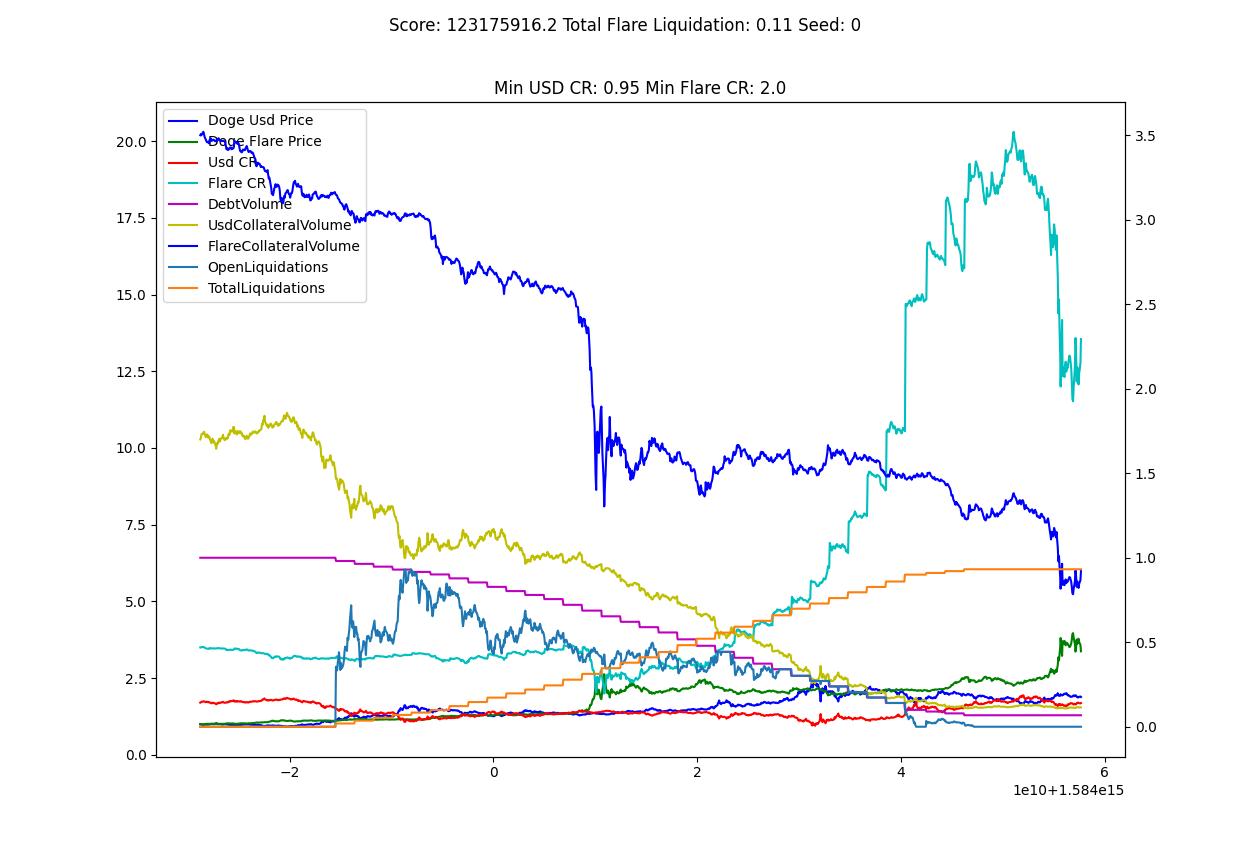 Score: 123175916.2 Total Flare Liquidation: 0.11 Seed: 0
Min USD CR: 0.95 Min Flare CR: 2.0
Doge Usd Price
Doge Flare Price
Usd CR
Flare CR
DebtVolume
UsdCollateralVolume
FlareCollateralVolume
OpenLiquidations
TotalLiquidations
20.0
17.5
15.0
12.5
10.0
7.5
5.0
2.5
0.0
3.5
3.0
2.5
2.0
1.5
1.0
0.5
0.0
−2 0 2 4 6
1e10+1.584e15